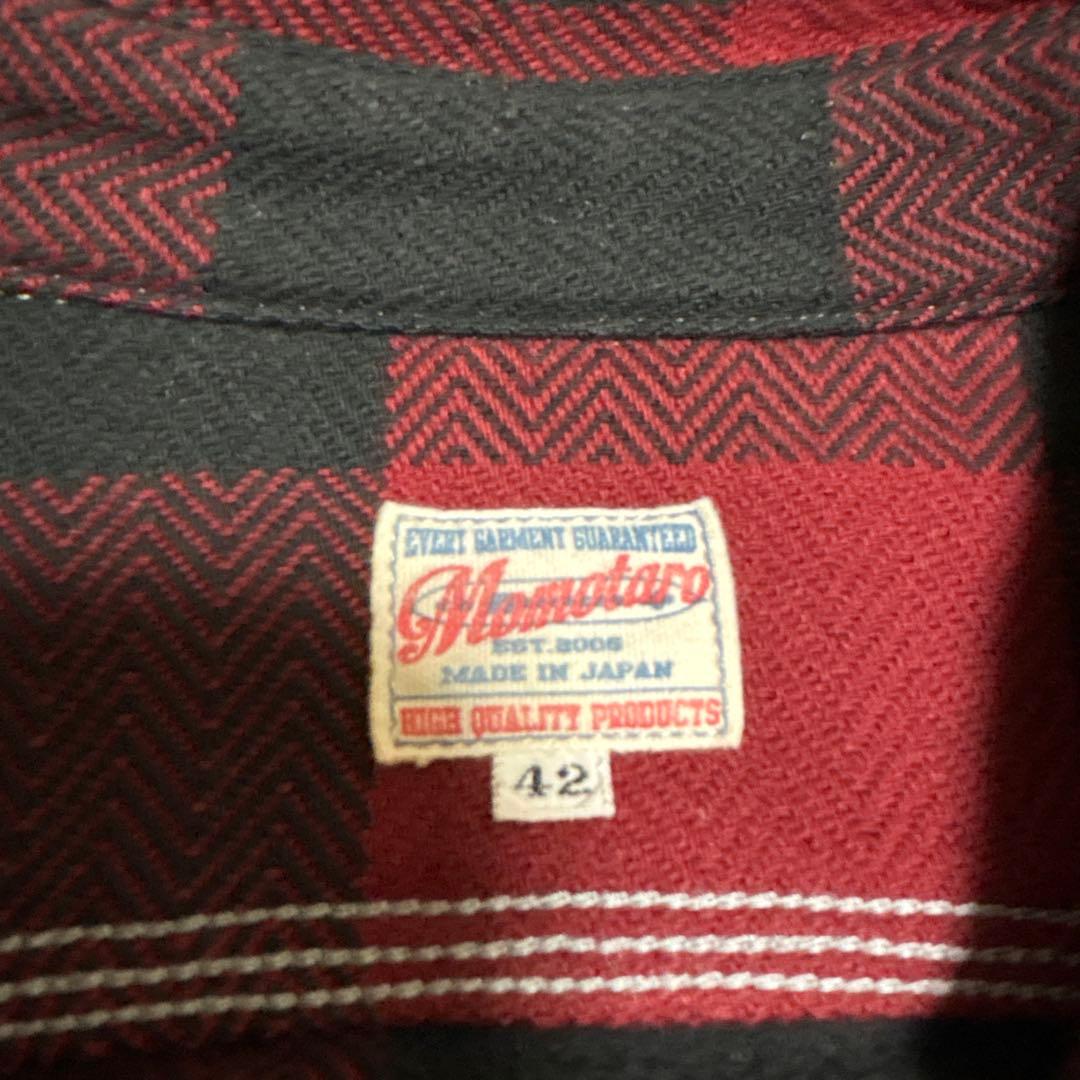 EVERY GARMENT GUARANTEED
Momotaro
EST.2006
MADE IN JAPAN
HIGH QUALITY PRODUCTS
42